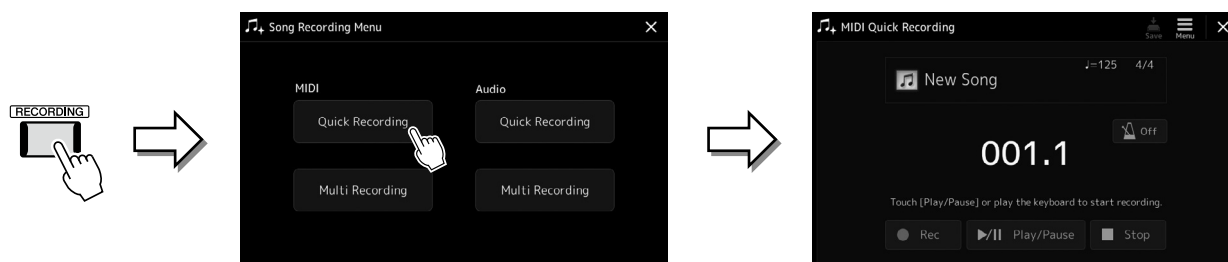 RECORDING
Song Recording Menu
MIDI
Audio
Quick Recording
Quick Recording
Multi Recording
Multi Recording
MIDI Quick Recording
Save
Menu
♩=125 4/4
New Song
Off
001.1
Touch [Play/Pause] or play the keyboard to start recording.
Rec
Play/Pause
Stop